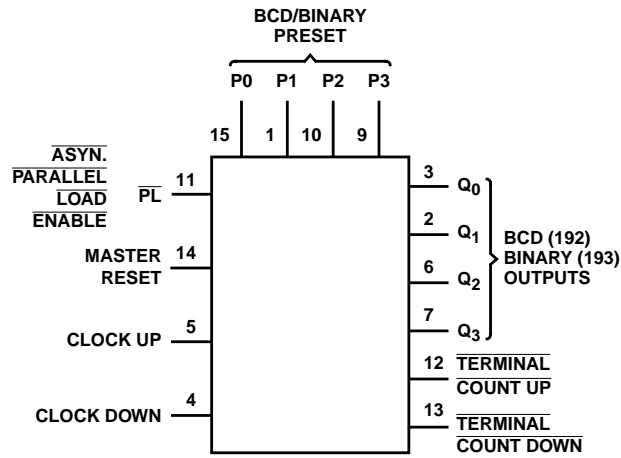 BCD/BINARY
PRESET
P0 P1 P2 P3
15 1 10 9
ASYN.
PARALLEL
LOAD
ENABLE
PL 11
MASTER
RESET
14
CLOCK UP 5
CLOCK DOWN 4
3 Q0
2 Q1
6 Q2
7 Q3
BCD (192)
BINARY (193)
OUTPUTS
12 TERMINAL
COUNT UP
13 TERMINAL
COUNT DOWN